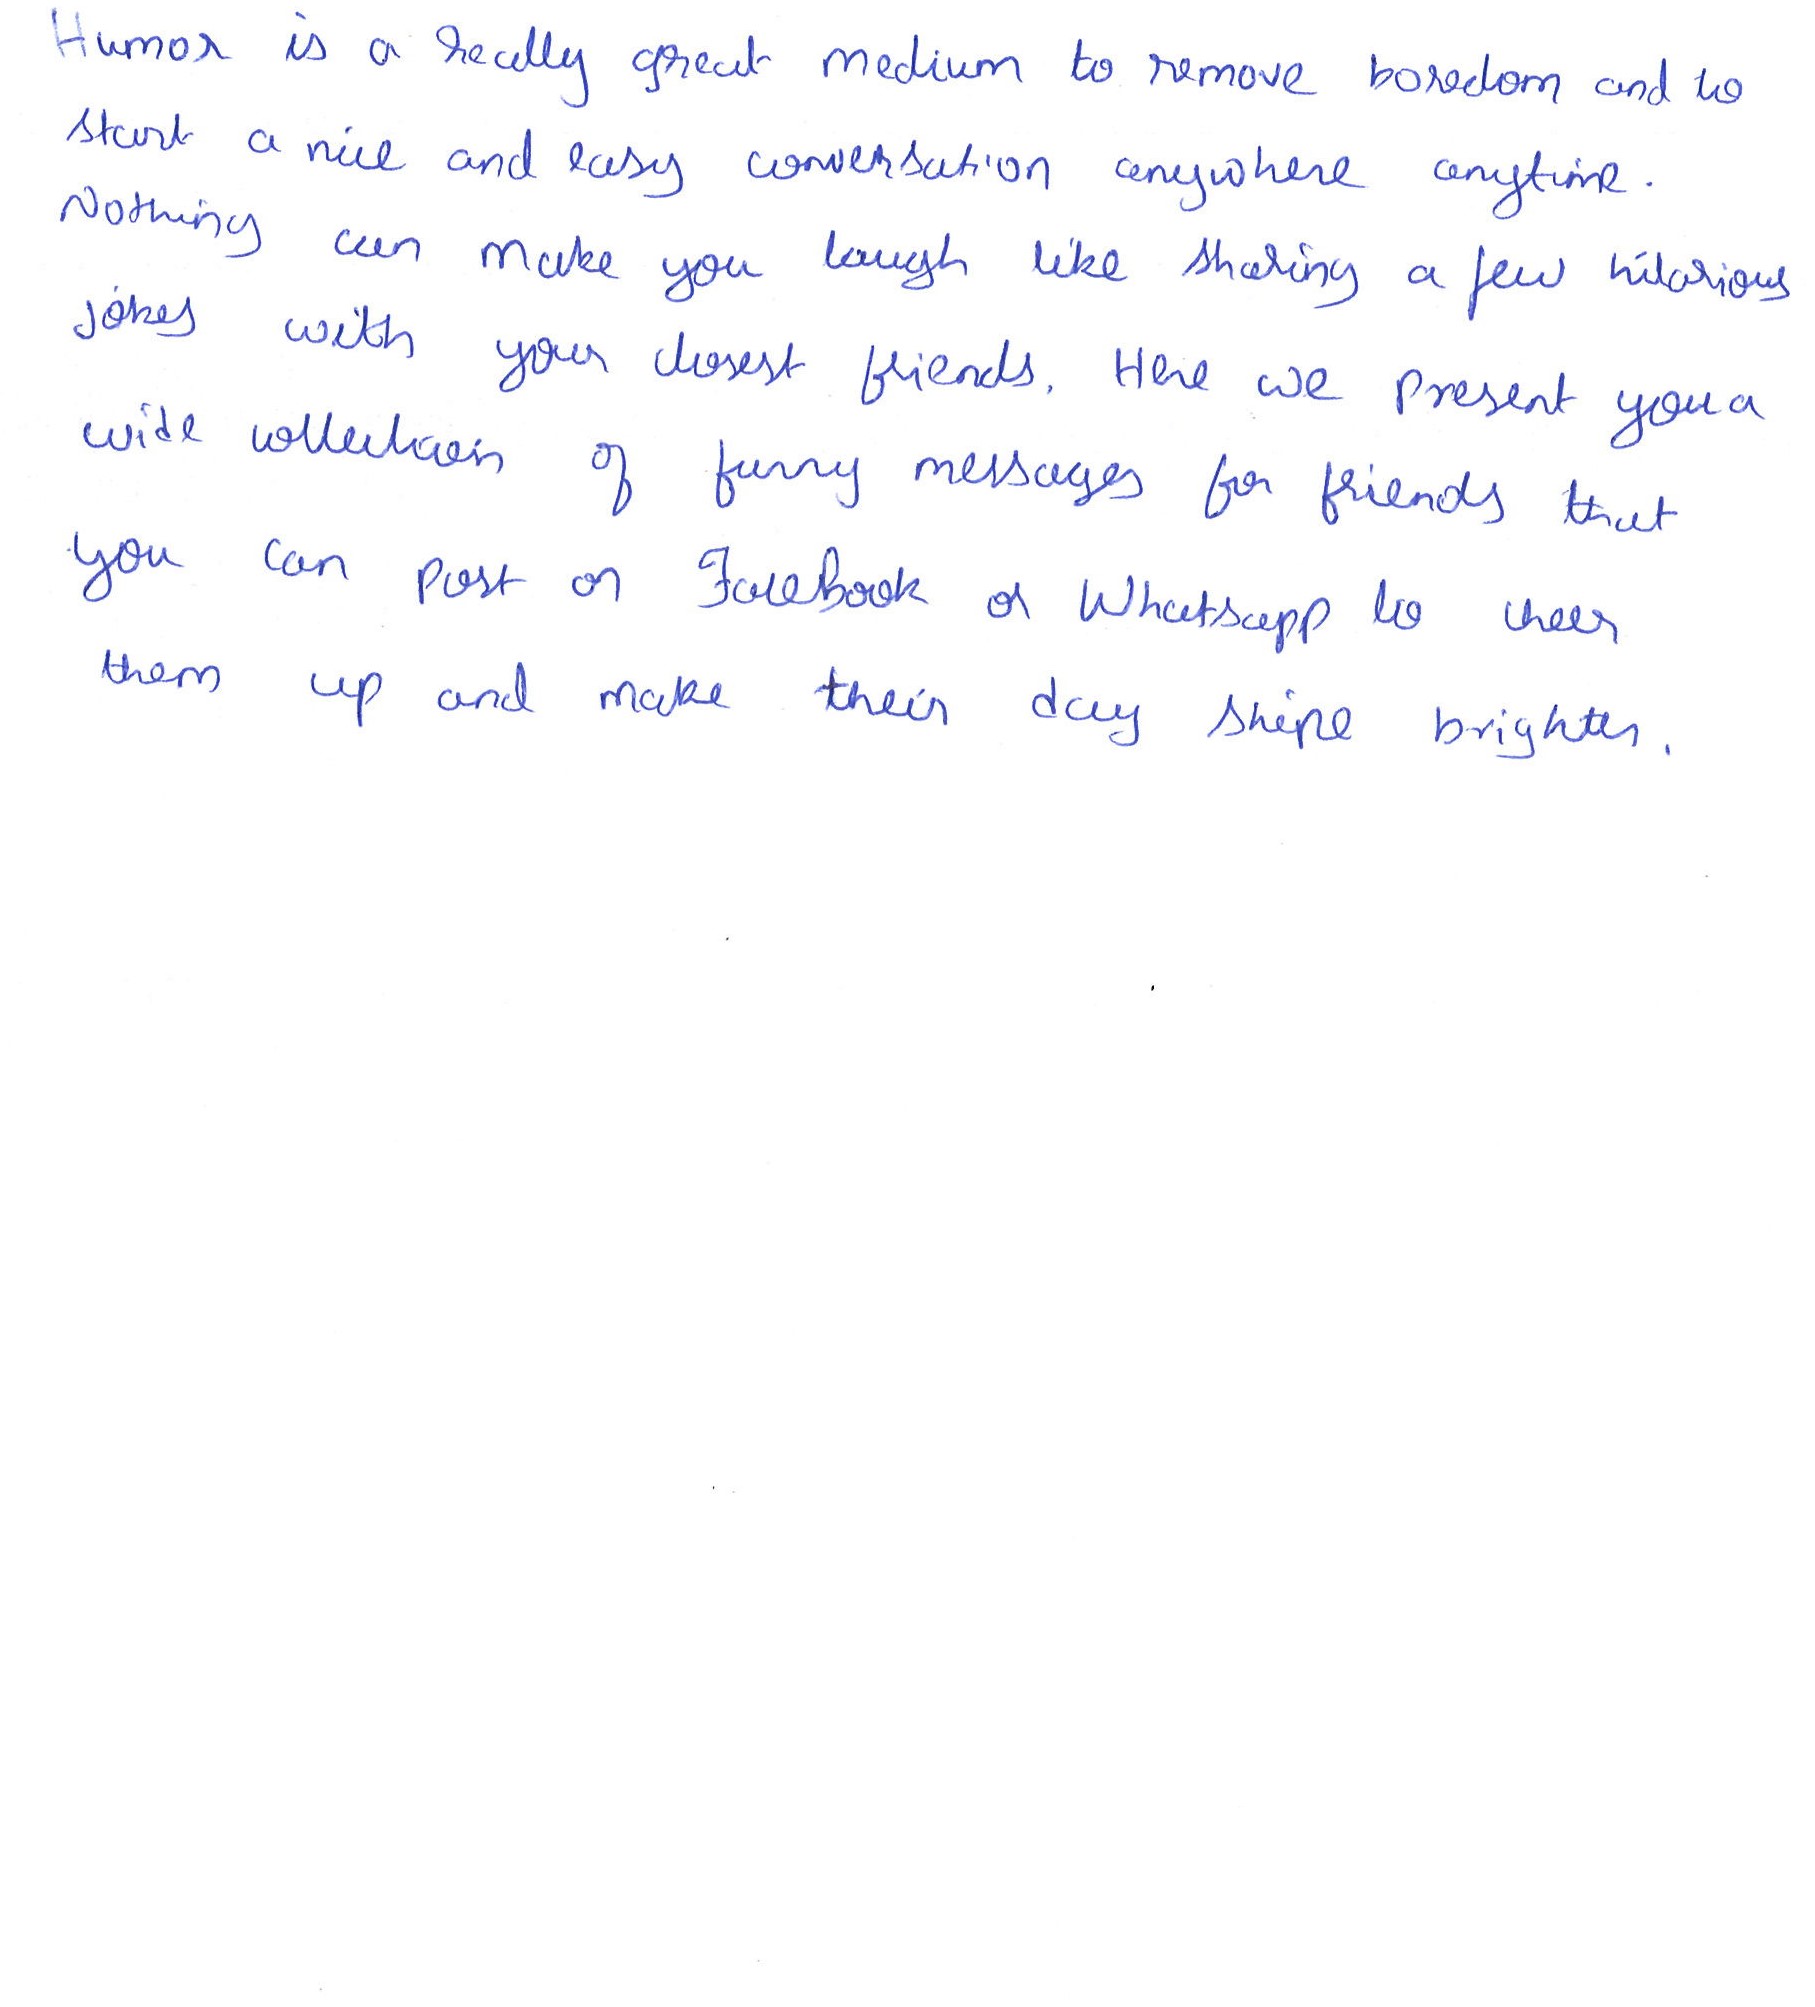 Humor is a really great medium to remove boredom and to
start a nice and easy conversation anywhere anytime.
Nothing can make you laugh like sharing a few hilarious
jokes with your closest friends. Here we present you a
wide collection of funny messages for friends that
you can post on Facebook or Whatsapp to cheer
them up and make their day shine brighter.